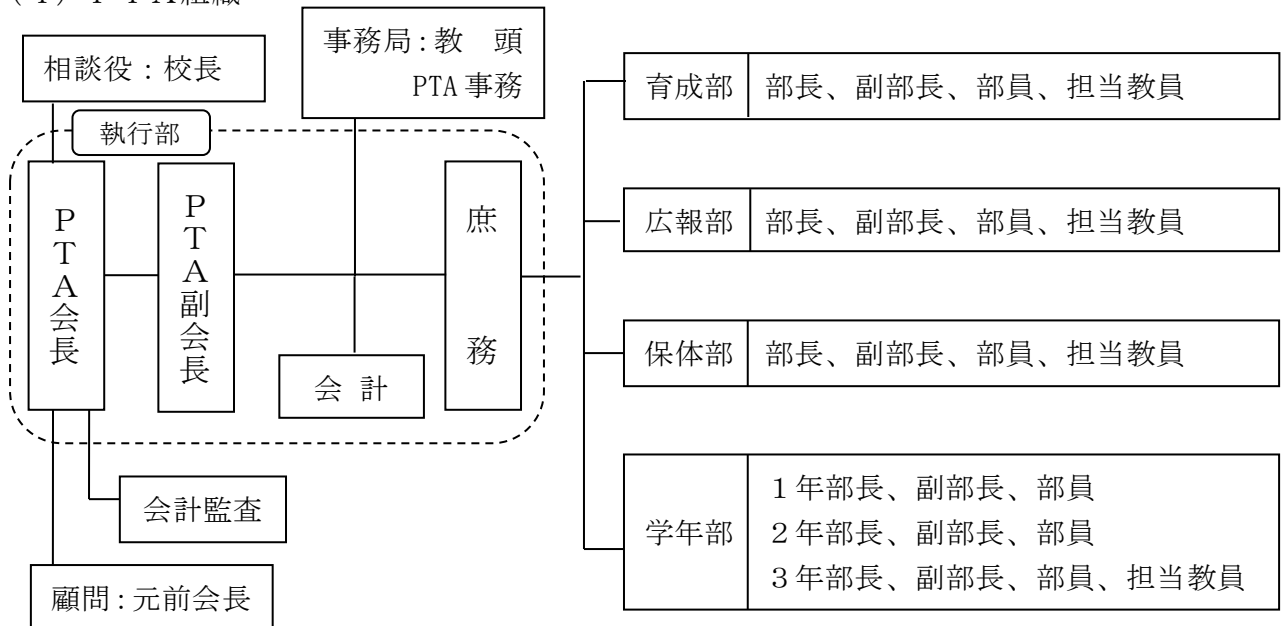 ＰＴＡ組織
相談役：校長
事務局：教　頭
PTA 事務
執行部
ＰＴＡ会長
ＰＴＡ副会長
会 計
庶　務
会計監査
顧問：元前会長
育成部　部長、副部長、部員、担当教員
広報部　部長、副部長、部員、担当教員
保体部　部長、副部長、部員、担当教員
学年部
１年部長、副部長、部員
２年部長、副部長、部員
３年部長、副部長、部員、担当教員